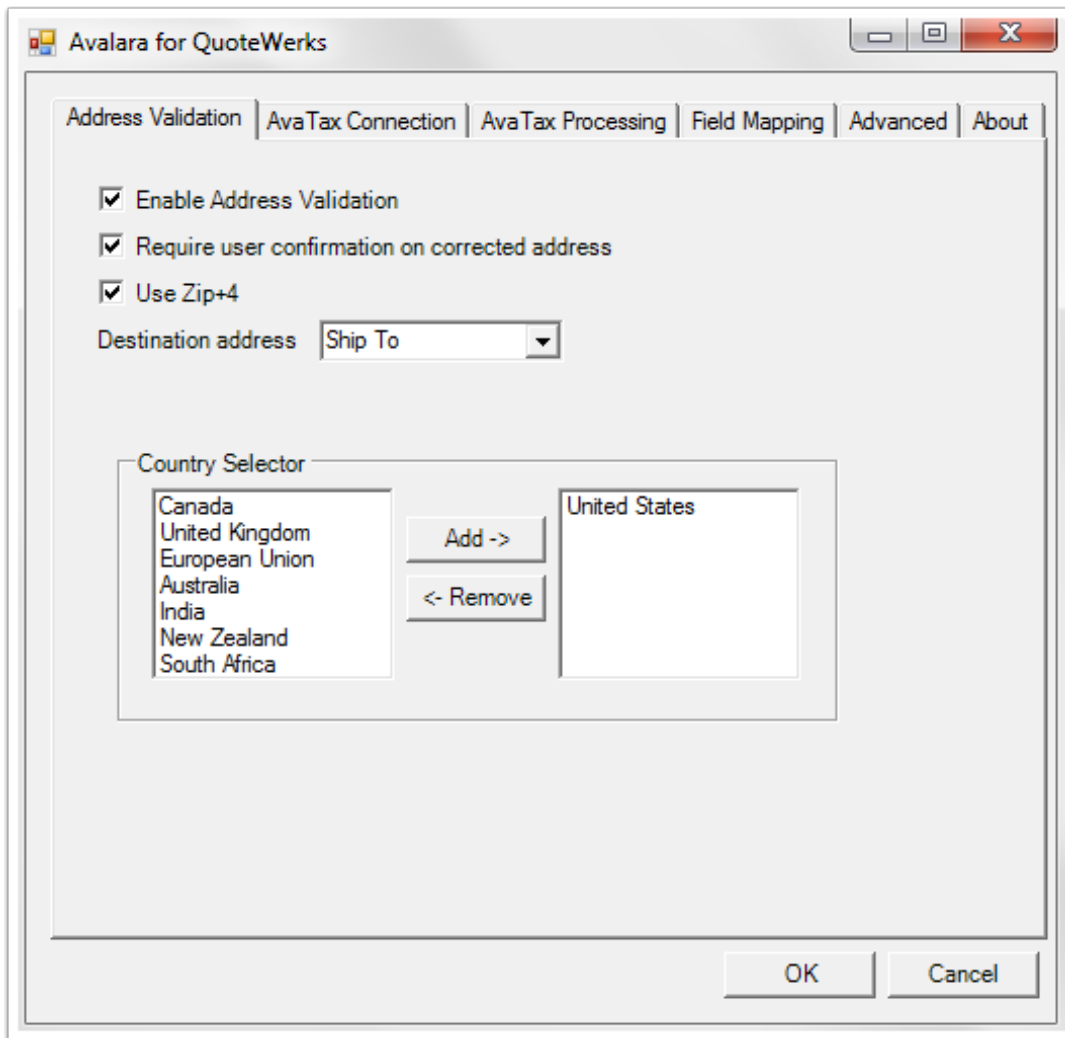 Avalara for QuoteWerks
Address Validation AvaTax Connection AvaTax Processing Field Mapping Advanced About
Enable Address Validation
Require user confirmation on corrected address
Use Zip+4
Destination address Ship To
Country Selector
Canada
United Kingdom
European Union
Australia
India
New Zealand
South Africa
Add ->
<- Remove
United States
OK Cancel